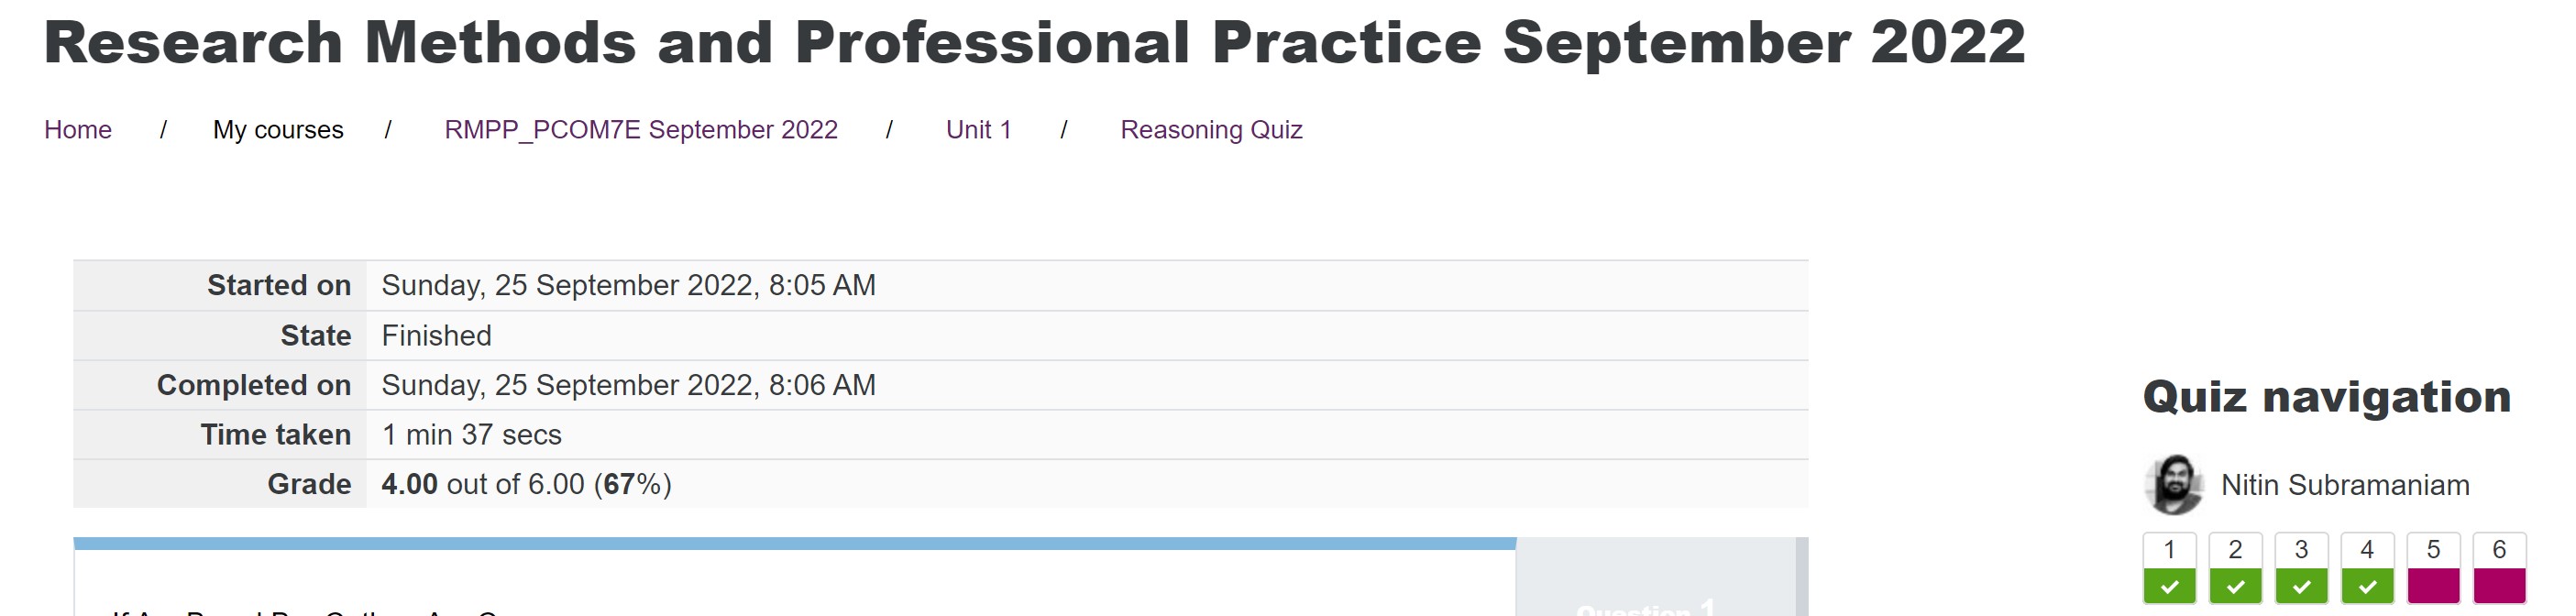 Research Methods and Professional Practice September 2022
Home / My courses / RMPP_PCOM7E September 2022 / Unit 1 / Reasoning Quiz
Started on Sunday, 25 September 2022, 8:05 AM
State Finished
Completed on Sunday, 25 September 2022, 8:06 AM
Time taken 1 min 37 secs
Grade 4.00 out of 6.00 (67%)
Quiz navigation
Nitin Subramaniam
1 2 3 4 5 6
Question 1